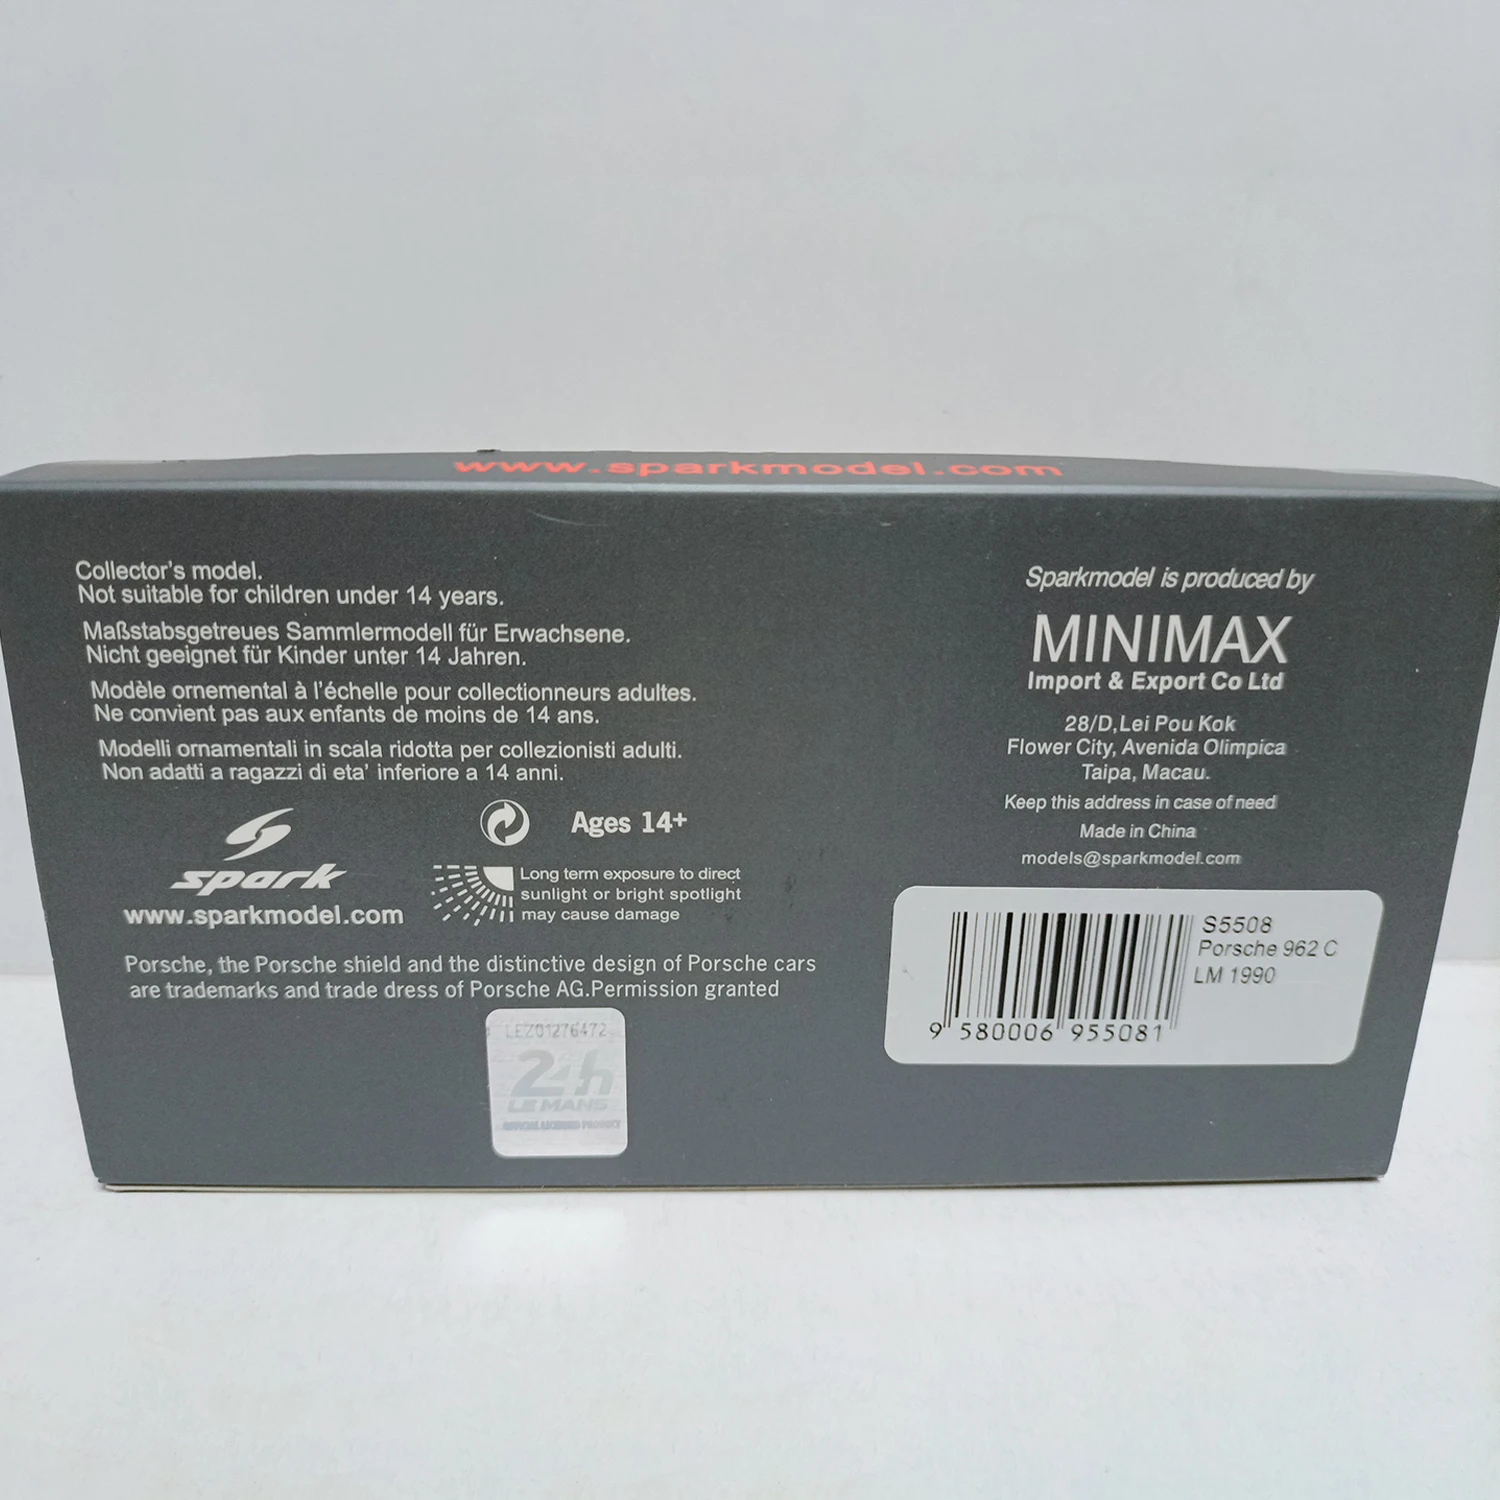 www.sparkmodel.com
Collector's model.
Not suitable for children under 14 years.
Maßstabsgetreues Sammlermodell für Erwachsene.
Nicht geeignet für Kinder unter 14 Jahren.
Modèle ornemental à l'échelle pour collectionneurs adultes.
Ne convient pas aux enfants de moins de 14 ans.
Modelli ornamentali in scala ridotta per collezionisti adulti.
Non adatti a ragazzi di eta' inferiore a 14 anni.
Ages 14+
spark
www.sparkmodel.com
Long term exposure to direct
sunlight or bright spotlight
may cause damage
Porsche, the Porsche shield and the distinctive design of Porsche cars
are trademarks and trade dress of Porsche AG.Permission granted
LEZ01276472
24h
LE MANS
OFFICIAL LICENSED PRODUCT
Sparkmodel is produced by
MINIMAX
Import & Export Co Ltd
28/D,Lei Pou Kok
Flower City, Avenida Olimpica
Taipa, Macau.
Keep this address in case of need
Made in China
models@sparkmodel.com
S5508
Porsche 962 C
LM 1990
9 580006 955081